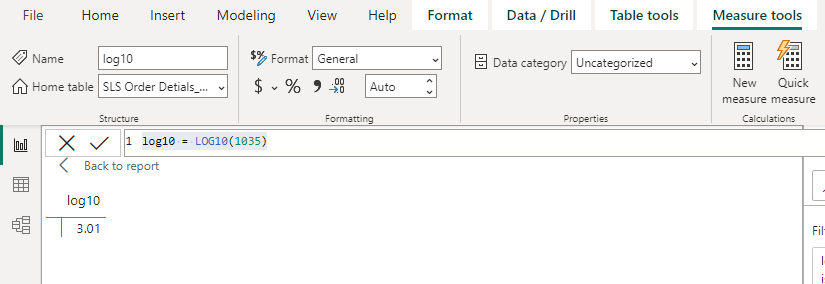 File Home Insert Modeling View Help Format Data / Drill Table tools Measure tools
Name log10
Home table SLS Order Detials_...
Structure
$% Format General
$ % 9 .00 →.0 Auto
Formatting
Data category Uncategorized
Properties
New measure
Quick measure
Calculations
1 log10 = LOG10(1035)
Back to report
log10
3.01